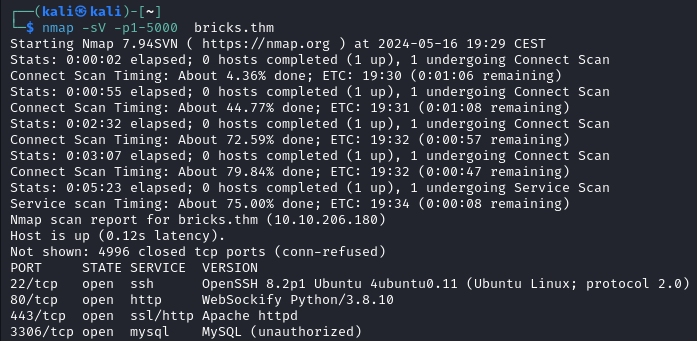 ┌──(kali㉿kali)-[~]
└─$ nmap -sV -p1-5000  bricks.thm
Starting Nmap 7.94SVN ( https://nmap.org ) at 2024-05-16 19:29 CEST
Stats: 0:00:02 elapsed; 0 hosts completed (1 up), 1 undergoing Connect Scan
Connect Scan Timing: About 4.36% done; ETC: 19:30 (0:01:06 remaining)
Stats: 0:00:55 elapsed; 0 hosts completed (1 up), 1 undergoing Connect Scan
Connect Scan Timing: About 44.77% done; ETC: 19:31 (0:01:08 remaining)
Stats: 0:02:32 elapsed; 0 hosts completed (1 up), 1 undergoing Connect Scan
Connect Scan Timing: About 72.59% done; ETC: 19:32 (0:00:57 remaining)
Stats: 0:03:07 elapsed; 0 hosts completed (1 up), 1 undergoing Connect Scan
Connect Scan Timing: About 79.84% done; ETC: 19:32 (0:00:47 remaining)
Stats: 0:05:23 elapsed; 0 hosts completed (1 up), 1 undergoing Service Scan
Service scan Timing: About 75.00% done; ETC: 19:34 (0:00:08 remaining)
Nmap scan report for bricks.thm (10.10.206.180)
Host is up (0.12s latency).
Not shown: 4996 closed tcp ports (conn-refused)
PORT     STATE SERVICE  VERSION
22/tcp   open  ssh      OpenSSH 8.2p1 Ubuntu 4ubuntu0.11 (Ubuntu Linux; protocol 2.0)
80/tcp   open  http     WebSockify Python/3.8.10
443/tcp  open  ssl/http Apache httpd
3306/tcp open  mysql    MySQL (unauthorized)